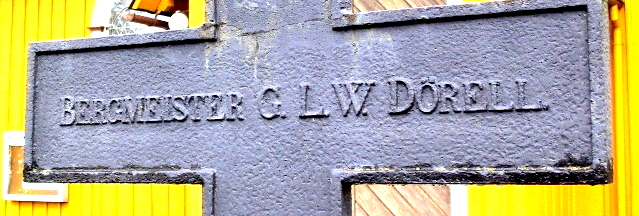 BERGMEISTER G. L. W. DÖRELL.